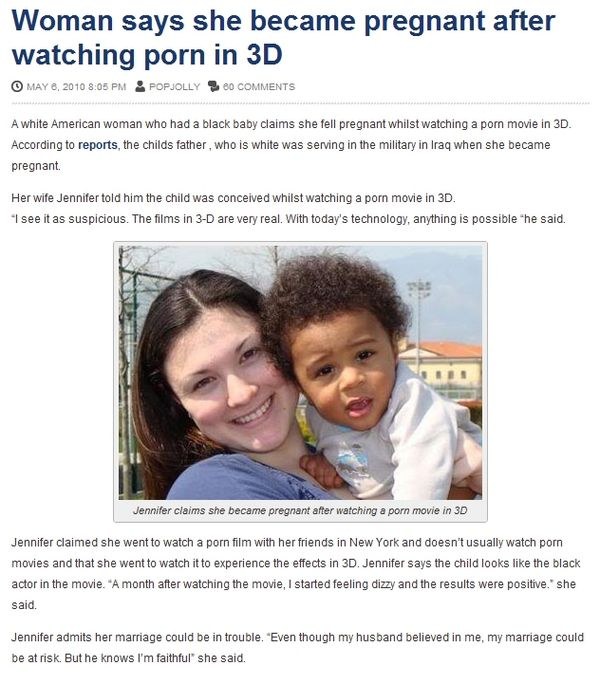 Woman says she became pregnant after
watching porn in 3D
MAY 6, 2010 8:05 PM POPJOLLY 60 COMMENTS
A white American woman who had a black baby claims she fell pregnant whilst watching a porn movie in 3D.
According to reports, the childs father , who is white was serving in the military in Iraq when she became
pregnant.
Her wife Jennifer told him the child was conceived whilst watching a porn movie in 3D.
“I see it as suspicious. The films in 3-D are very real. With today’s technology, anything is possible “he said.
Jennifer claims she became pregnant after watching a porn movie in 3D
Jennifer claimed she went to watch a porn film with her friends in New York and doesn’t usually watch porn
movies and that she went to watch it to experience the effects in 3D. Jennifer says the child looks like the black
actor in the movie. “A month after watching the movie, I started feeling dizzy and the results were positive.” she
said.
Jennifer admits her marriage could be in trouble. “Even though my husband believed in me, my marriage could
be at risk. But he knows I’m faithful” she said.